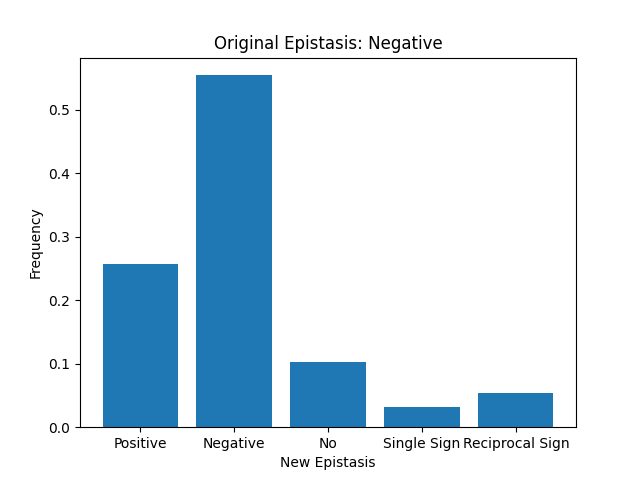 Original Epistasis: Negative
Frequency
0.5
0.4
0.3
0.2
0.1
0.0
Positive Negative No Single Sign Reciprocal Sign
New Epistasis